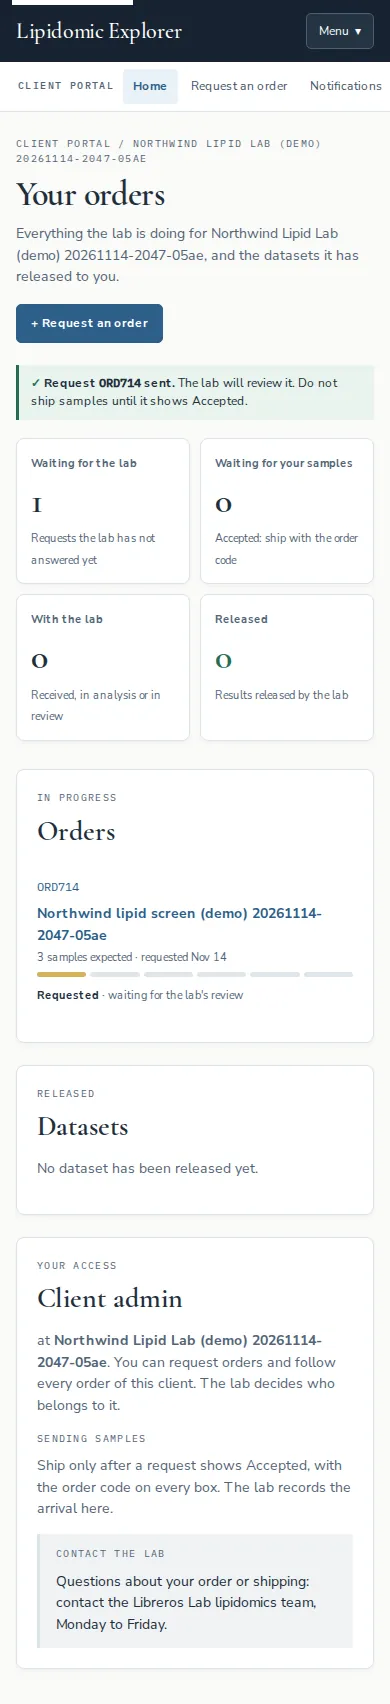 Lipidomic Explorer
Menu ▾
CLIENT PORTAL Home Request an order Notifications
CLIENT PORTAL / NORTHWIND LIPID LAB (DEMO)
20261114-2047-05AE
Your orders
Everything the lab is doing for Northwind Lipid Lab
(demo) 20261114-2047-05ae, and the datasets it has
released to you.
+ Request an order
✓ Request ORD714 sent. The lab will review it. Do not
ship samples until it shows Accepted.
Waiting for the lab
1
Requests the lab has not
answered yet
Waiting for your samples
0
Accepted: ship with the order
code
With the lab
0
Received, in analysis or in
review
Released
0
Results released by the lab
IN PROGRESS
Orders
ORD714
Northwind lipid screen (demo) 20261114-
2047-05ae
3 samples expected · requested Nov 14
Requested · waiting for the lab's review
RELEASED
Datasets
No dataset has been released yet.
YOUR ACCESS
Client admin
at Northwind Lipid Lab (demo) 20261114-
2047-05ae. You can request orders and follow
every order of this client. The lab decides who
belongs to it.
SENDING SAMPLES
Ship only after a request shows Accepted, with
the order code on every box. The lab records the
arrival here.
CONTACT THE LAB
Questions about your order or shipping:
contact the Libreros Lab lipidomics team,
Monday to Friday.